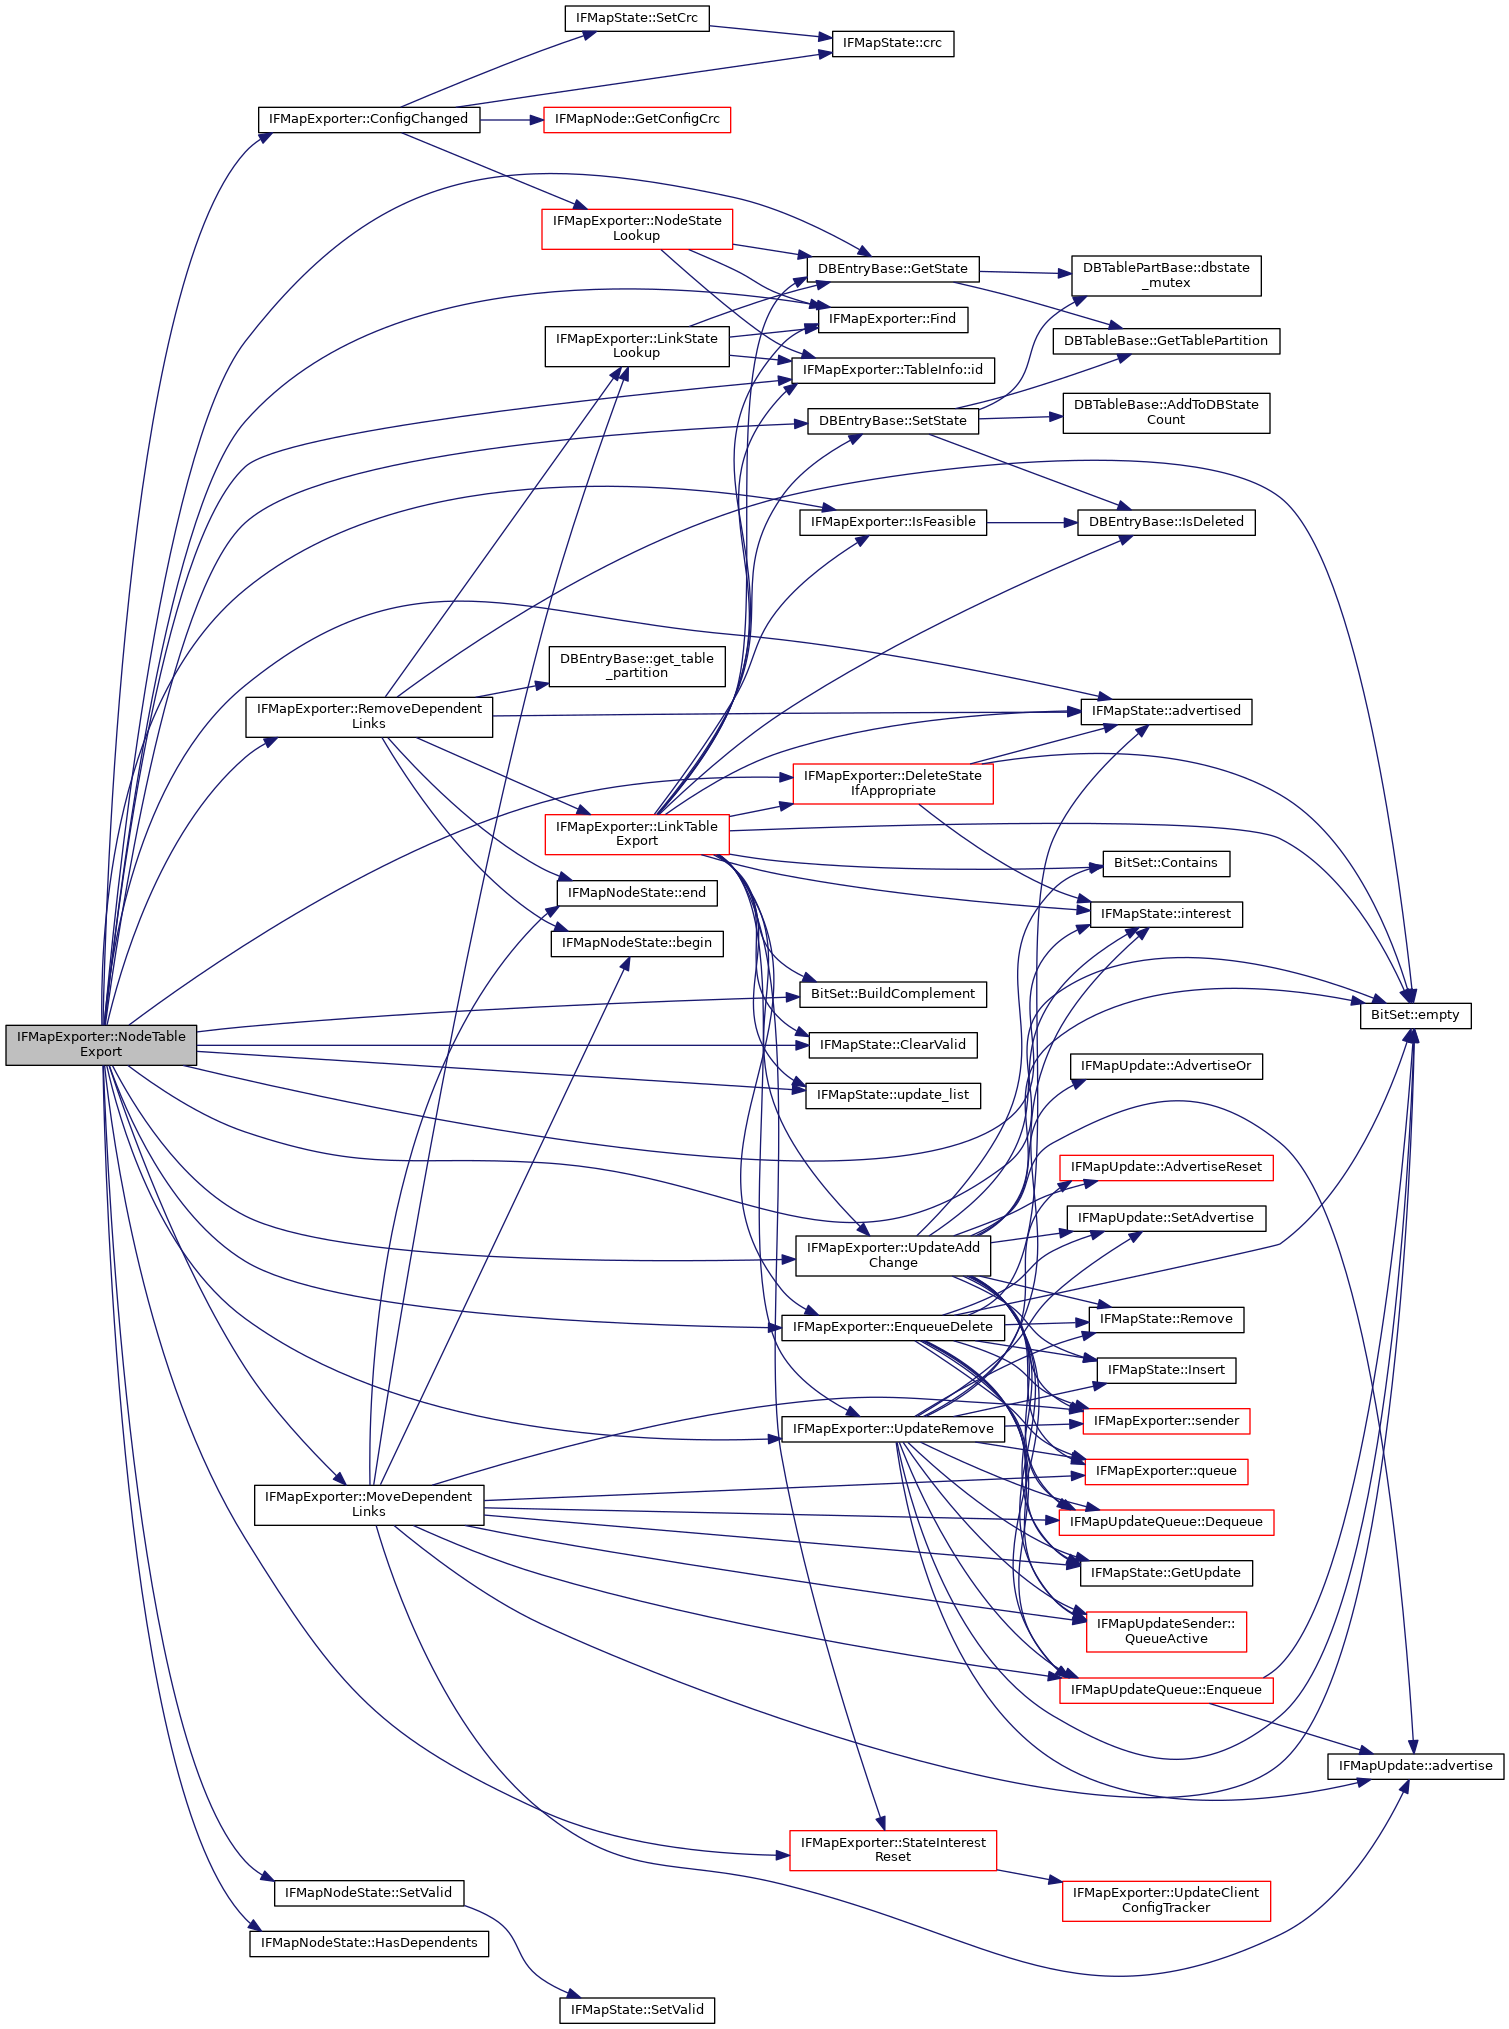 IFMapState::SetCrc
IFMapState::crc
IFMapExporter::ConfigChanged
IFMapNode::GetConfigCrc
IFMapExporter::NodeState
Lookup
DBEntryBase::GetState
DBTablePartBase::dbstate
_mutex
IFMapExporter::Find
IFMapExporter::LinkState
Lookup
DBTableBase::GetTablePartition
IFMapExporter::TableInfo::id
DBTableBase::AddToDBState
Count
DBEntryBase::SetState
IFMapExporter::IsFeasible
DBEntryBase::IsDeleted
DBEntryBase::get_table
_partition
IFMapExporter::RemoveDependent
Links
IFMapState::advertised
IFMapExporter::DeleteState
IfAppropriate
IFMapExporter::LinkTable
Export
BitSet::Contains
IFMapNodeState::end
IFMapState::interest
IFMapNodeState::begin
BitSet::BuildComplement
BitSet::empty
IFMapExporter::NodeTable
Export
IFMapState::ClearValid
IFMapUpdate::AdvertiseOr
IFMapState::update_list
IFMapUpdate::AdvertiseReset
IFMapUpdate::SetAdvertise
IFMapExporter::UpdateAdd
Change
IFMapState::Remove
IFMapExporter::EnqueueDelete
IFMapState::Insert
IFMapExporter::sender
IFMapExporter::UpdateRemove
IFMapExporter::queue
IFMapExporter::MoveDependent
Links
IFMapUpdateQueue::Dequeue
IFMapState::GetUpdate
IFMapUpdateSender::
QueueActive
IFMapUpdateQueue::Enqueue
IFMapUpdate::advertise
IFMapExporter::StateInterest
Reset
IFMapNodeState::SetValid
IFMapExporter::UpdateClient
ConfigTracker
IFMapNodeState::HasDependents
IFMapState::SetValid